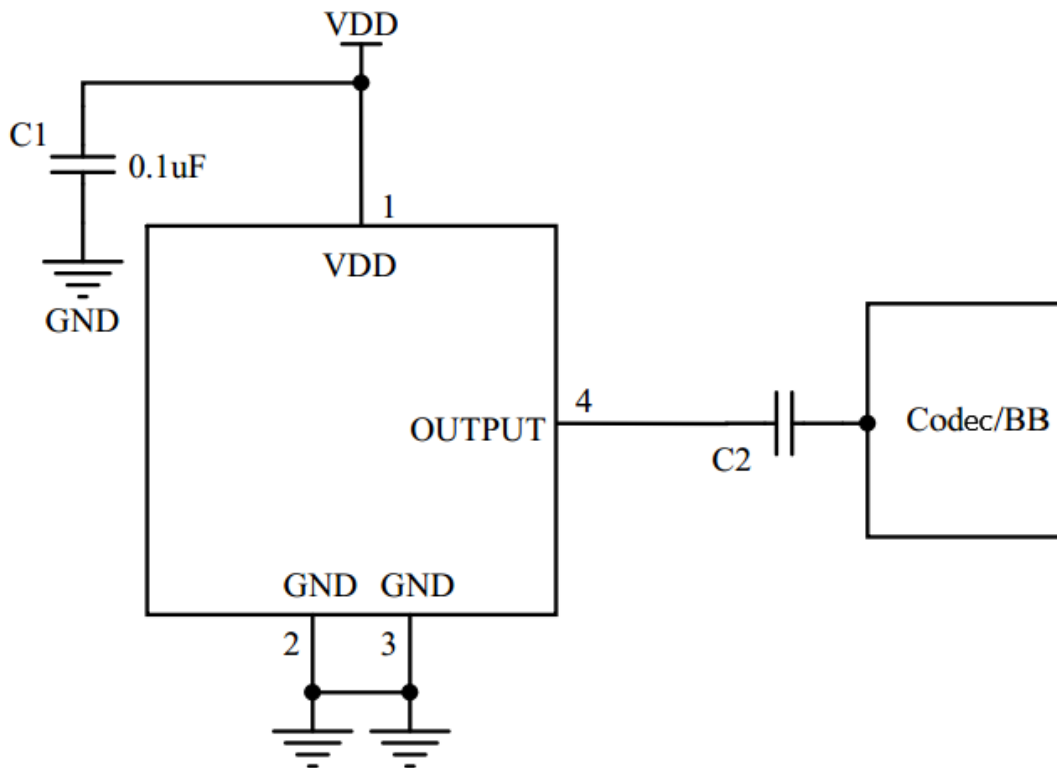 VDD
C1
0.1uF
GND
1
VDD
OUTPUT
4
C2
Codec/BB
GND GND
2 3